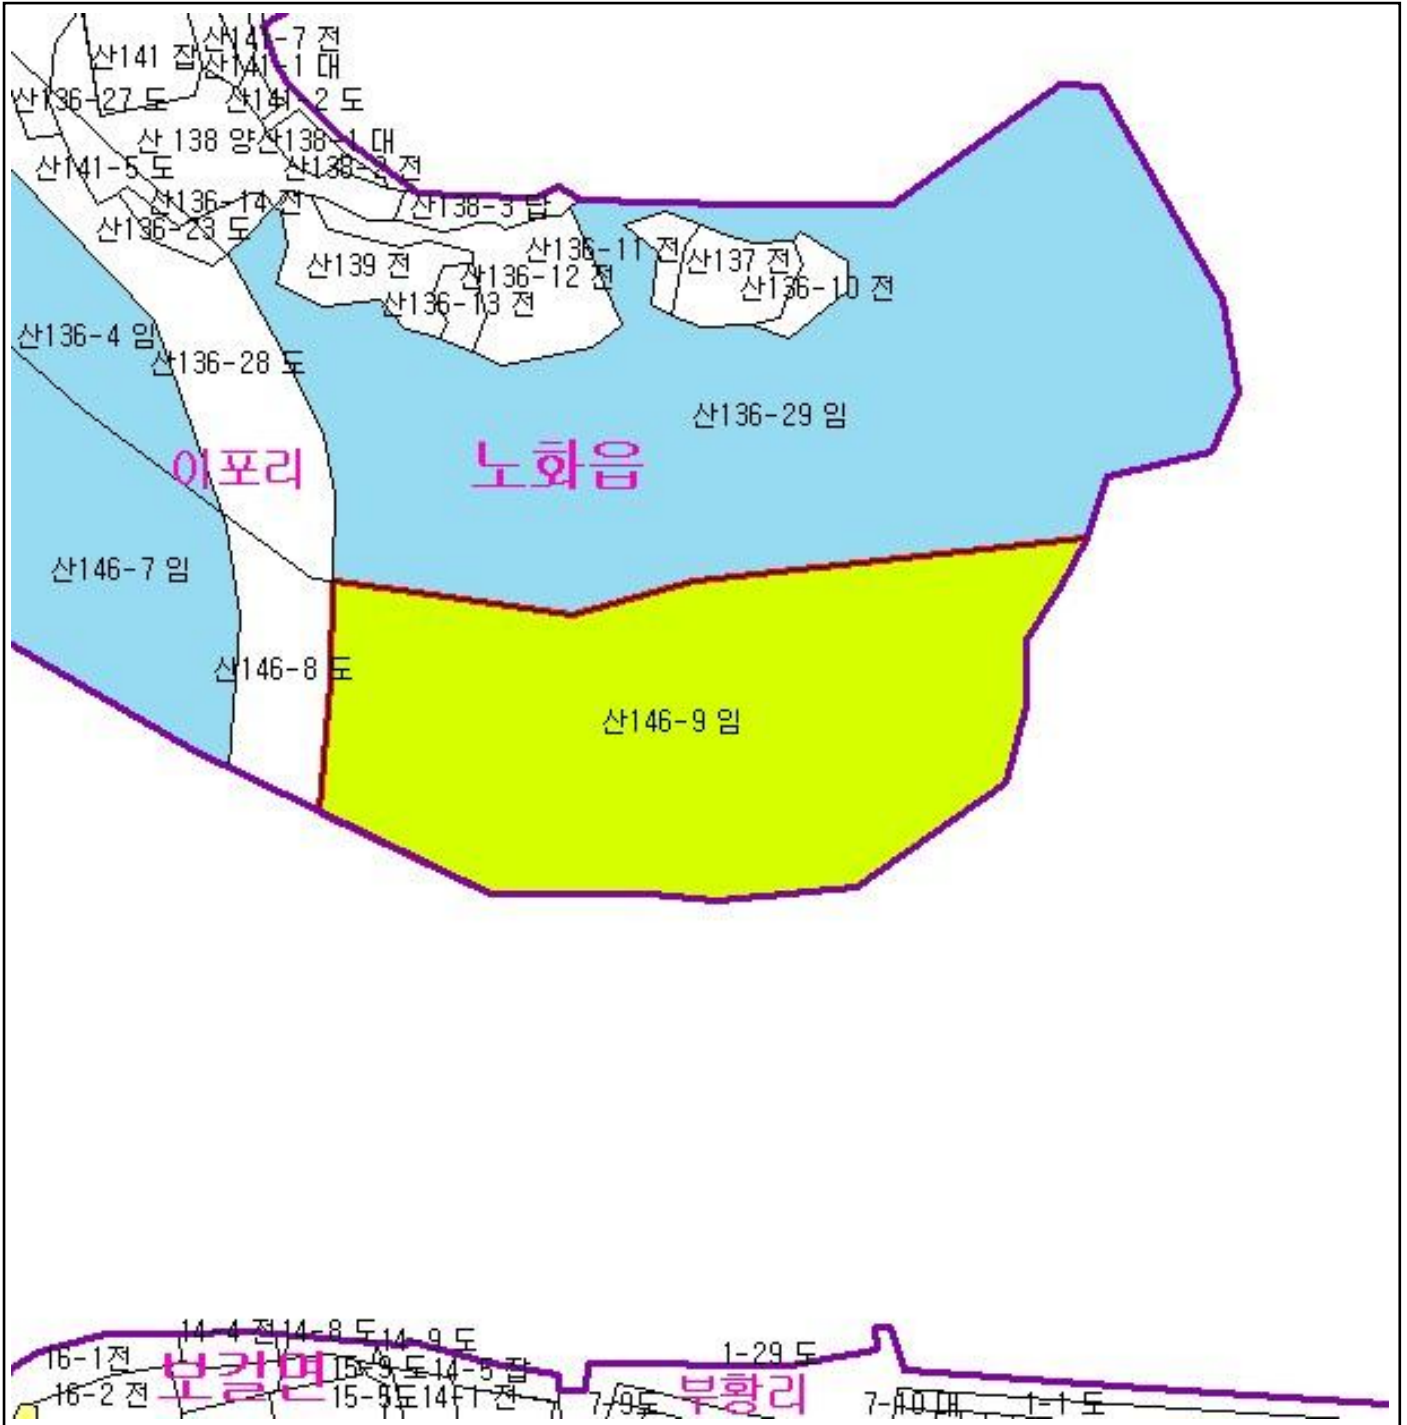 산141-7 전
산141 잡
산141-1 대
산136-27 도
산141-2 도
산 138 양
산138-1 대
산141-5 도
산138-2 전
산136-14 전
산138-3 답
산136-23 도
산136-11 전
산139 전
산137 전
산136-12 전
산136-10 전
산136-13 전
산136-4 임
산136-28 도
산136-29 임
이포리
노화읍
산146-7 임
산146-8 도
산146-9 임
14-4 전
14-8 도
14-9 도
16-1전
1-29 도
보길면
15-9 도
14-5 잡
16-2 전
15-5도
14-1 전
7-9도
부황리
7-10 대
1-1 도